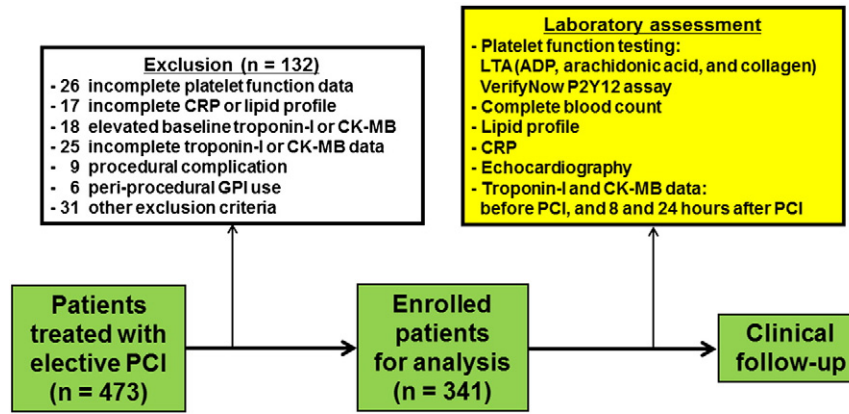 Exclusion (n = 132)
- 26 incomplete platelet function data
- 17 incomplete CRP or lipid profile
- 18 elevated baseline troponin-I or CK-MB
- 25 incomplete troponin-I or CK-MB data
- 9 procedural complication
- 6 peri-procedural GPI use
- 31 other exclusion criteria
Laboratory assessment
- Platelet function testing:
LTA (ADP, arachidonic acid, and collagen)
VerifyNow P2Y12 assay
- Complete blood count
- Lipid profile
- CRP
- Echocardiography
- Troponin-I and CK-MB data:
before PCI, and 8 and 24 hours after PCI
Patients
treated with
elective PCI
(n = 473)
Enrolled
patients
for analysis
(n = 341)
Clinical
follow-up